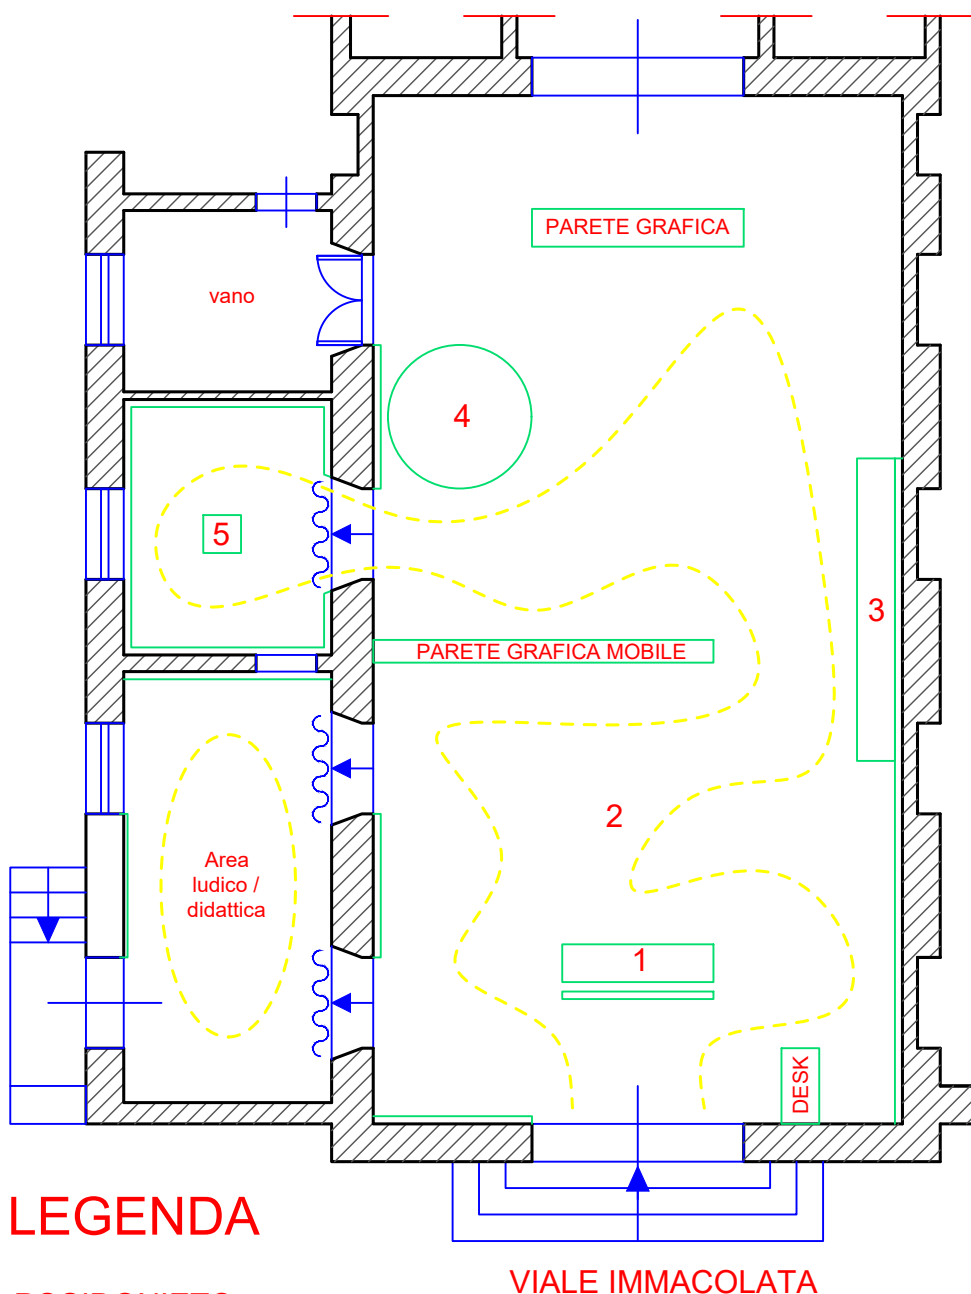 PARETE GRAFICA
vano
4
5
3
PARETE GRAFICA MOBILE
2
Area
ludico /
didattica
1
DESK
LEGENDA
VIALE IMMACOLATA